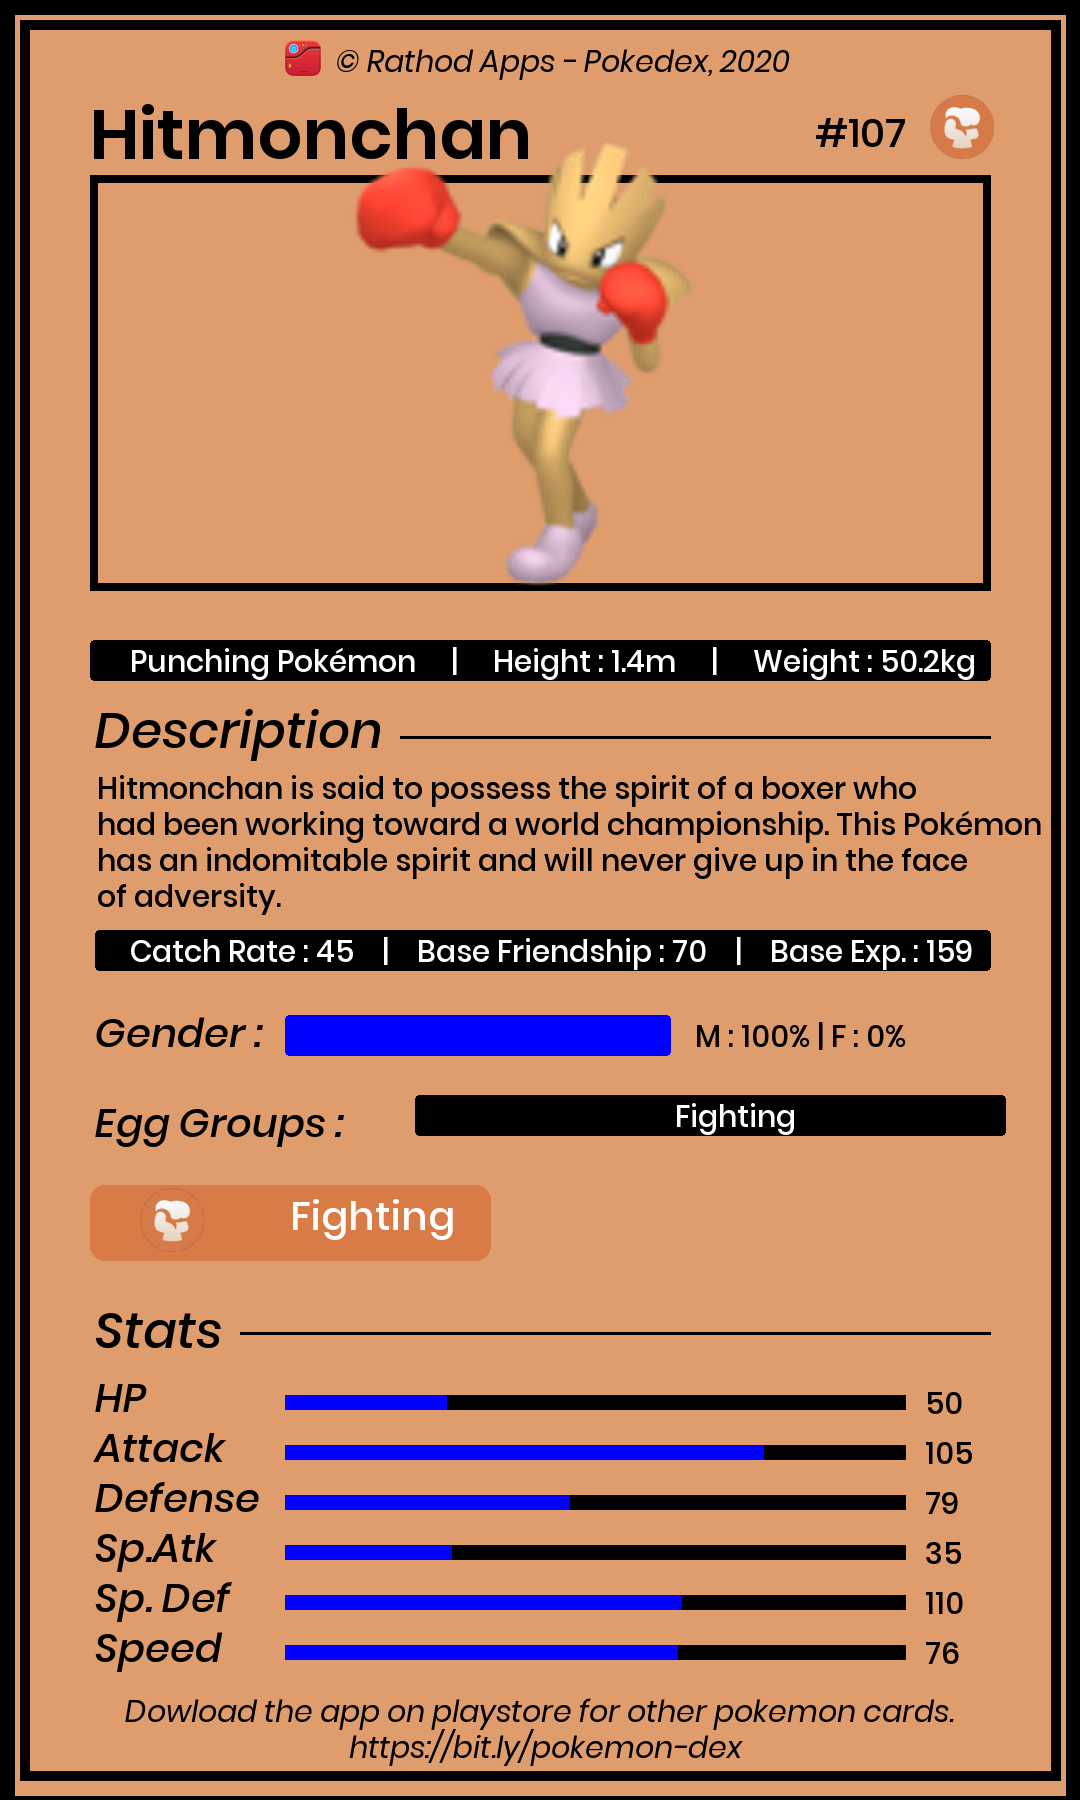 © Rathod Apps - Pokedex, 2020
Hitmonchan #107
Punching Pokémon | Height : 1.4m | Weight : 50.2kg
Description
Hitmonchan is said to possess the spirit of a boxer who
had been working toward a world championship. This Pokémon
has an indomitable spirit and will never give up in the face
of adversity.
Catch Rate : 45 | Base Friendship : 70 | Base Exp. : 159
Gender : M : 100% | F : 0%
Egg Groups : Fighting
Fighting
Stats
HP 50
Attack 105
Defense 79
Sp.Atk 35
Sp. Def 110
Speed 76
Dowload the app on playstore for other pokemon cards.
https://bit.ly/pokemon-dex